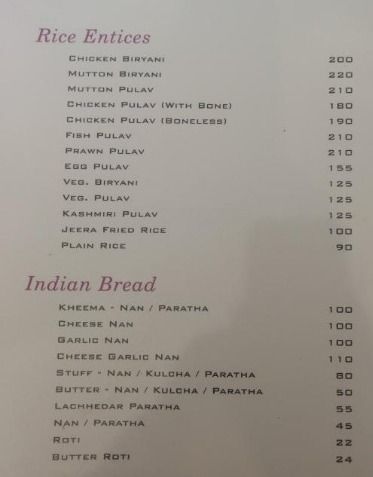 Rice Entices
CHICKEN BIRYANI 200
MUTTON BIRYANI 220
MUTTON PULAV 210
CHICKEN PULAV (WITH BONE) 180
CHICKEN PULAV (BONELESS) 190
FISH PULAV 210
PRAWN PULAV 210
EGG PULAV 155
VEG. BIRYANI 125
VEG. PULAV 125
KASHMIRI PULAV 125
JEERA FRIED RICE 100
PLAIN RICE 90
Indian Bread
KHEEMA - NAN / PARATHA 100
CHEESE NAN 100
GARLIC NAN 100
CHEESE GARLIC NAN 110
STUFF - NAN / KULCHA / PARATHA 80
BUTTER - NAN / KULCHA / PARATHA 50
LACHHEDAR PARATHA 55
NAN / PARATHA 45
ROTI 22
BUTTER ROTI 24